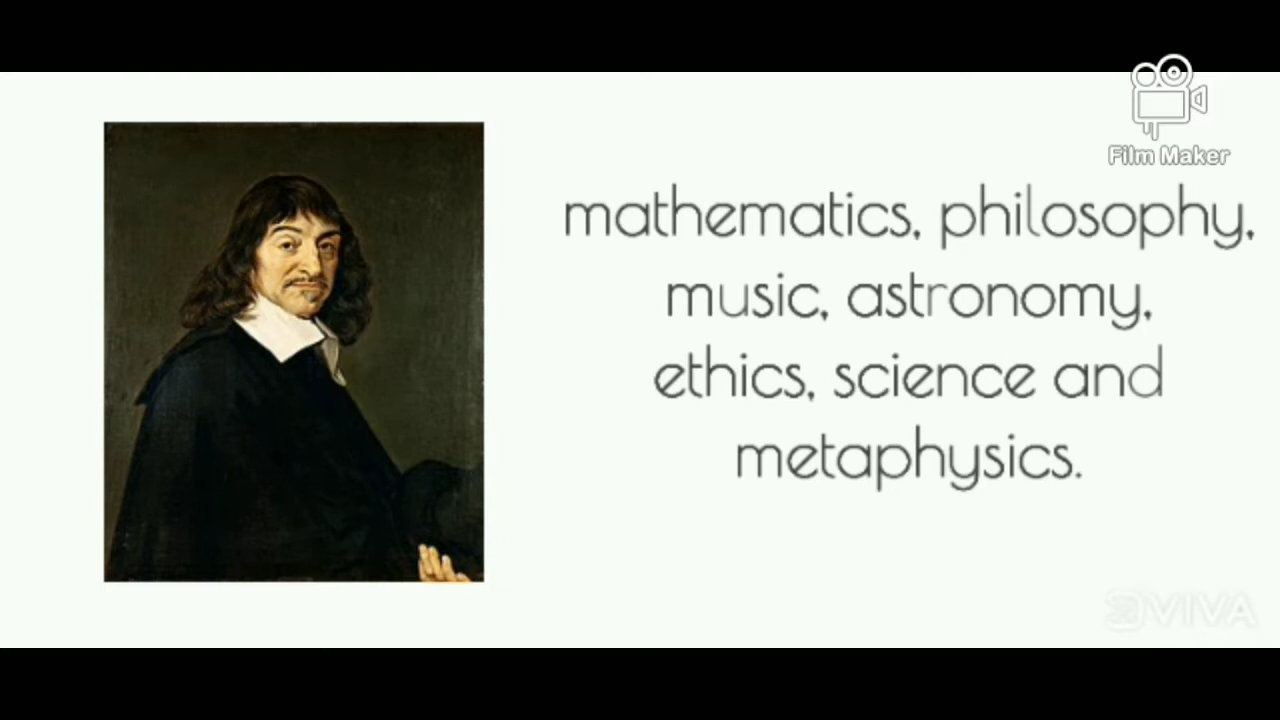 Film Maker
mathematics, philosophy,
music, astronomy,
ethics, science and
metaphysics.
VIVA